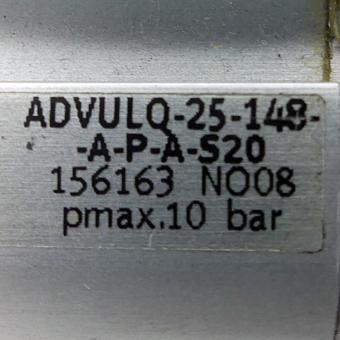 ADVULQ-25-148-
-A-P-A-S20
156163 NO08
pmax.10 bar